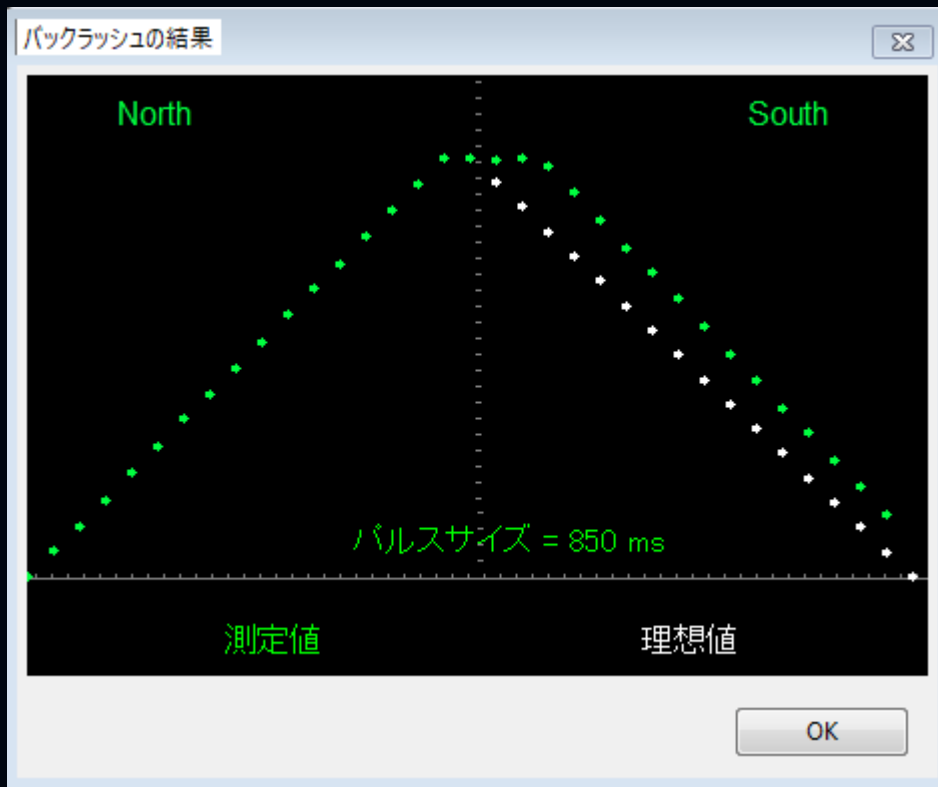 バックラッシュの結果
North
South
パルスサイズ = 850 ms
測定値
理想値
OK